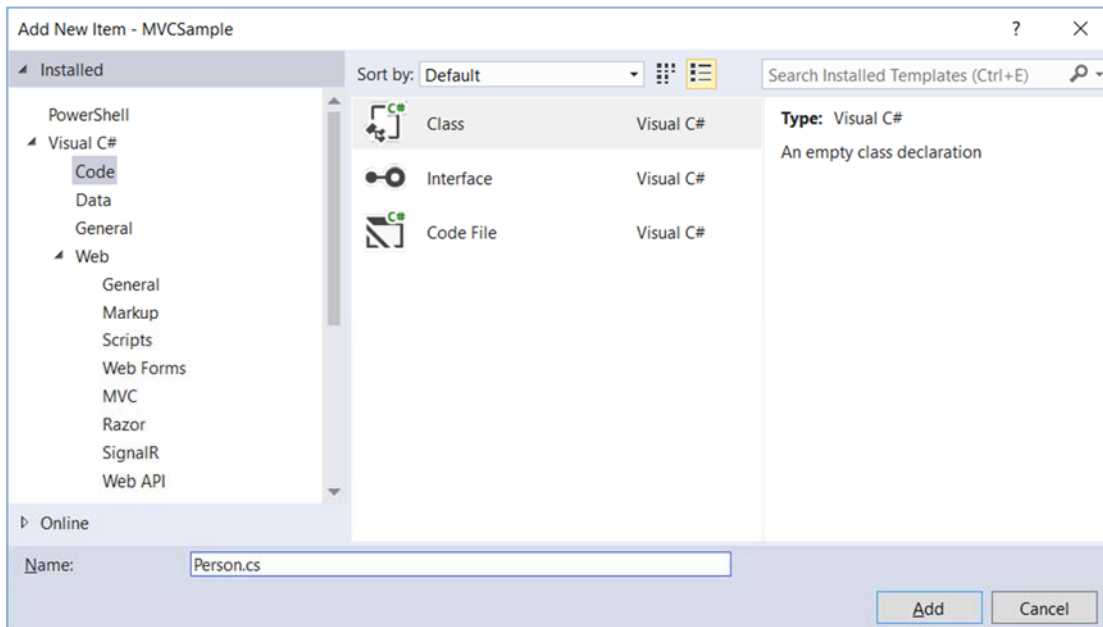 Add New Item - MVCSample
?
Installed
Sort by: Default
Search Installed Templates (Ctrl+E)
PowerShell
Visual C#
Code
Data
General
Web
General
Markup
Scripts
Web Forms
MVC
Razor
SignalR
Web API
Online
C# Class Visual C#
Interface Visual C#
C# Code File Visual C#
Type: Visual C#
An empty class declaration
Name: Person.cs
Add Cancel